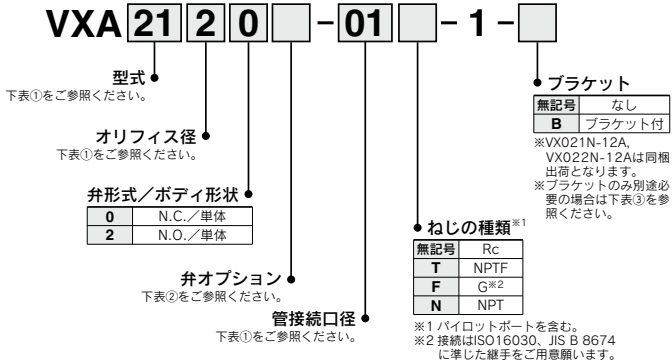 VXA 21 2 0 - 01 - 1 -
型式
下表①をご参照ください。
オリフィス径
下表①をご参照ください。
弁形式／ボディ形状
0 N.C.／単体
2 N.O.／単体
弁オプション
下表②をご参照ください。
管接続口径
下表①をご参照ください。
ブラケット
無記号 なし
B ブラケット付
※VX021N-12A,
VX022N-12Aは同梱
出荷となります。
※ブラケットのみ別途必
要の場合は下表③を参
照ください。
ねじの種類※1
無記号 Rc
T NPTF
F G※2
N NPT
※1 パイロットポートを含む。
※2 接続はISO16030、JIS B 8674
に準じた継手をご用意願います。